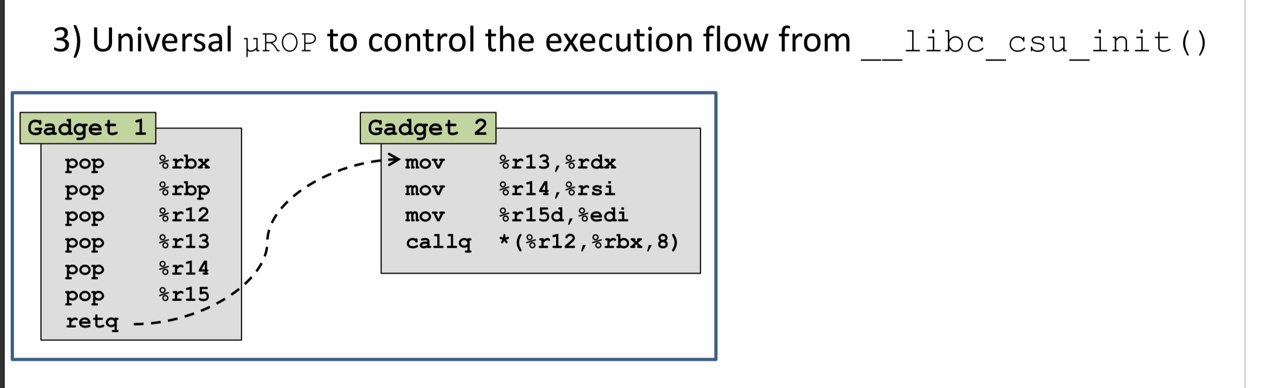 3) Universal µROP to control the execution flow from __libc_csu_init()
Gadget 1
pop %rbx
pop %rbp
pop %r12
pop %r13
pop %r14
pop %r15
retq
Gadget 2
mov %r13,%rdx
mov %r14,%rsi
mov %r15d,%edi
callq *(%r12,%rbx,8)